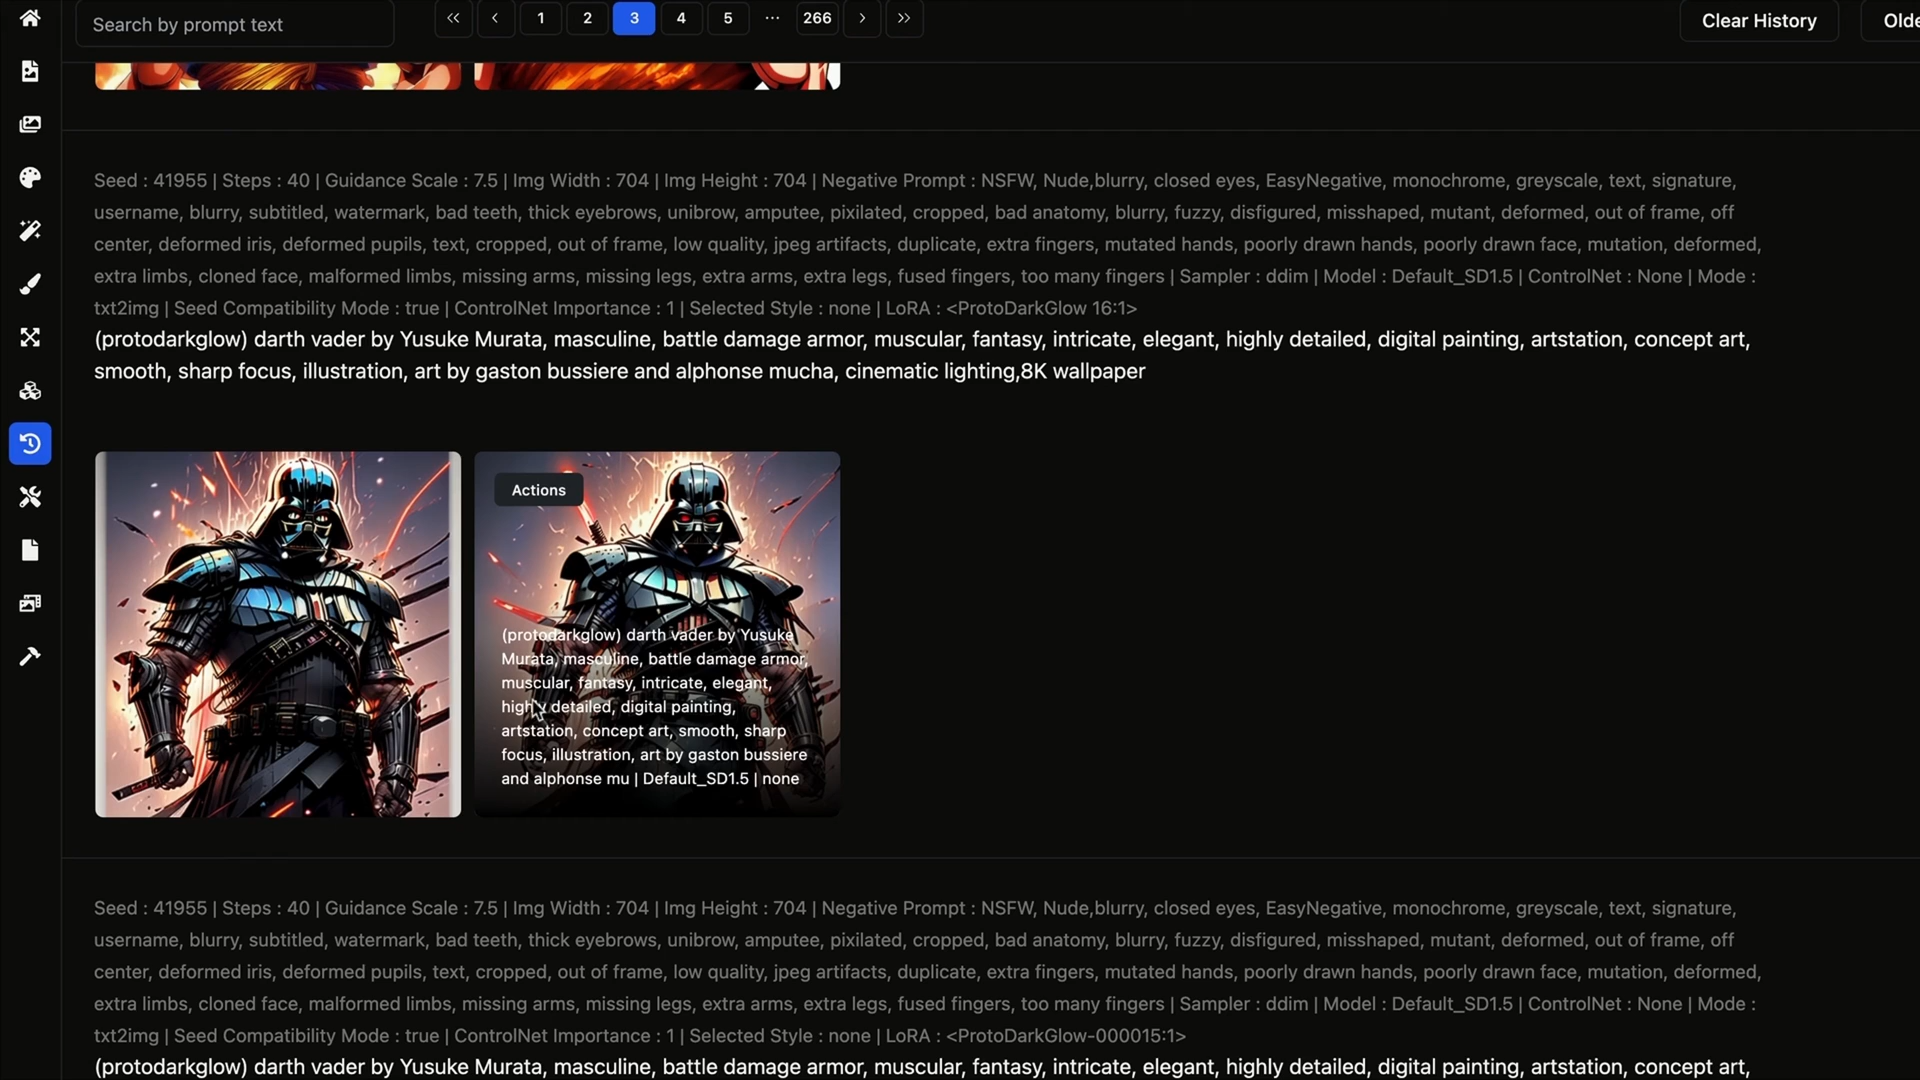 Search by prompt text
1 2 3 4 5 ... 266
Clear History
Olde
Seed : 41955 | Steps : 40 | Guidance Scale : 7.5 | Img Width : 704 | Img Height : 704 | Negative Prompt : NSFW, Nude,blurry, closed eyes, EasyNegative, monochrome, greyscale, text, signature,
username, blurry, subtitled, watermark, bad teeth, thick eyebrows, unibrow, amputee, pixilated, cropped, bad anatomy, blurry, fuzzy, disfigured, misshaped, mutant, deformed, out of frame, off
center, deformed iris, deformed pupils, text, cropped, out of frame, low quality, jpeg artifacts, duplicate, extra fingers, mutated hands, poorly drawn hands, poorly drawn face, mutation, deformed,
extra limbs, cloned face, malformed limbs, missing arms, missing legs, extra arms, extra legs, fused fingers, too many fingers | Sampler : ddim | Model : Default_SD1.5 | ControlNet : None | Mode :
txt2img | Seed Compatibility Mode : true | ControlNet Importance : 1 | Selected Style : none | LoRA : <ProtoDarkGlow 16:1>
(protodarkglow) darth vader by Yusuke Murata, masculine, battle damage armor, muscular, fantasy, intricate, elegant, highly detailed, digital painting, artstation, concept art,
smooth, sharp focus, illustration, art by gaston bussiere and alphonse mucha, cinematic lighting,8K wallpaper
Actions
(protodarkglow) darth vader by Yusuke
Murata, masculine, battle damage armor,
muscular, fantasy, intricate, elegant,
highly detailed, digital painting,
artstation, concept art, smooth, sharp
focus, illustration, art by gaston bussiere
and alphonse mu | Default_SD1.5 | none
Seed : 41955 | Steps : 40 | Guidance Scale : 7.5 | Img Width : 704 | Img Height : 704 | Negative Prompt : NSFW, Nude,blurry, closed eyes, EasyNegative, monochrome, greyscale, text, signature,
username, blurry, subtitled, watermark, bad teeth, thick eyebrows, unibrow, amputee, pixilated, cropped, bad anatomy, blurry, fuzzy, disfigured, misshaped, mutant, deformed, out of frame, off
center, deformed iris, deformed pupils, text, cropped, out of frame, low quality, jpeg artifacts, duplicate, extra fingers, mutated hands, poorly drawn hands, poorly drawn face, mutation, deformed,
extra limbs, cloned face, malformed limbs, missing arms, missing legs, extra arms, extra legs, fused fingers, too many fingers | Sampler : ddim | Model : Default_SD1.5 | ControlNet : None | Mode :
txt2img | Seed Compatibility Mode : true | ControlNet Importance : 1 | Selected Style : none | LoRA : <ProtoDarkGlow-000015:1>
(protodarkglow) darth vader by Yusuke Murata, masculine, battle damage armor, muscular, fantasy, intricate, elegant, highly detailed, digital painting, artstation, concept art,